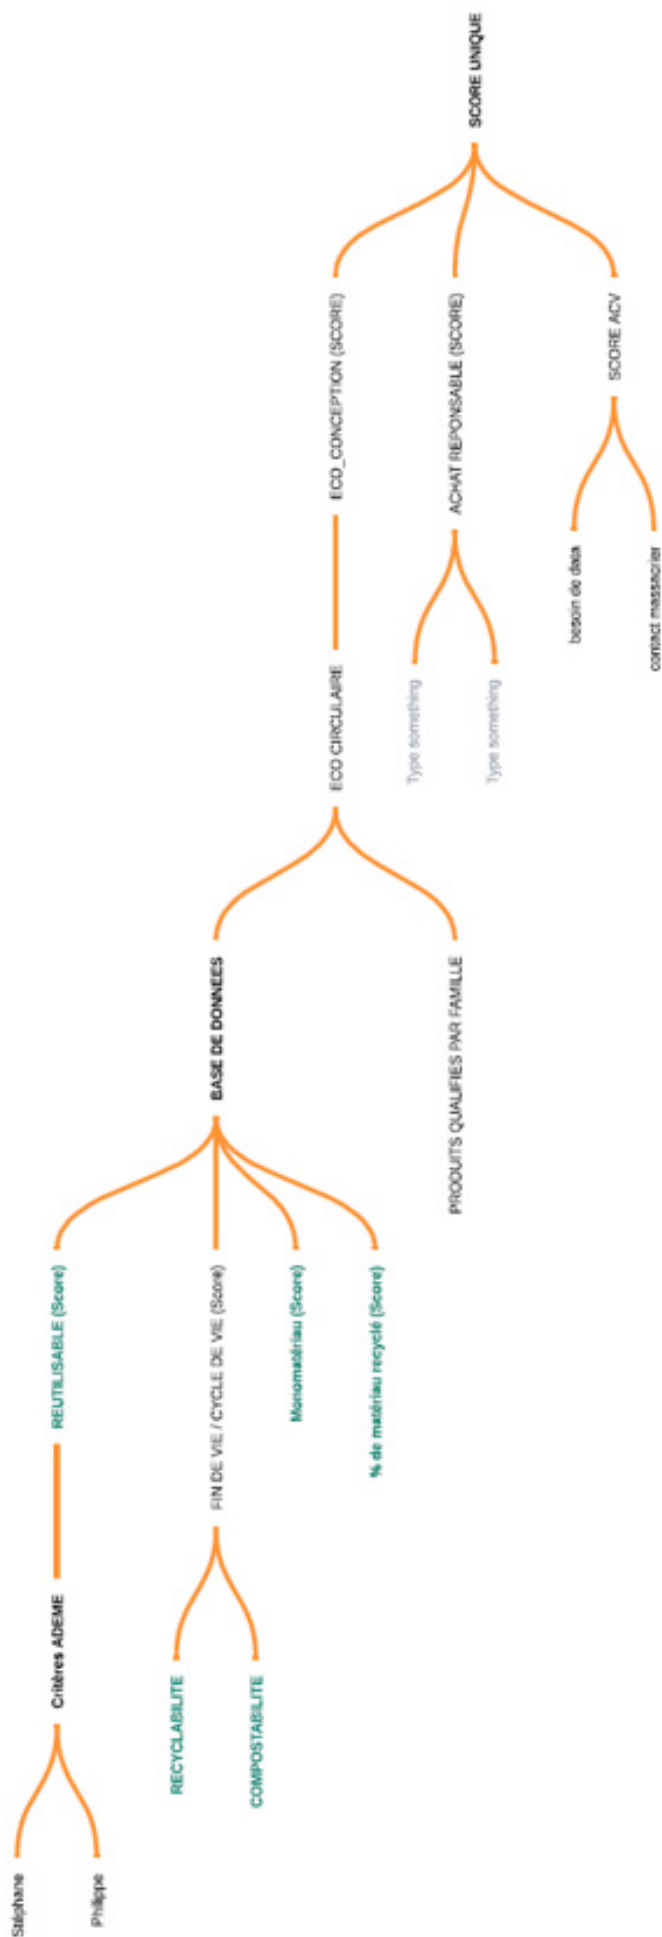 SCORE UNIQUE
ECO_CONCEPTION (SCORE)
ACHAT REPONSABLE (SCORE)
SCORE ACV
ECO CIRCULAIRE
Type something
Type something
besoin de data
contact massacrier
BASE DE DONNEES
PRODUITS QUALIFIES PAR FAMILLE
REUTILISABLE (Score)
FIN DE VIE / CYCLE DE VIE (Score)
Monomatériau (Score)
% de matériau recyclé (Score)
Critères ADEME
RECYCLABILITE
COMPOSTABILITE
Stéphane
Philippe